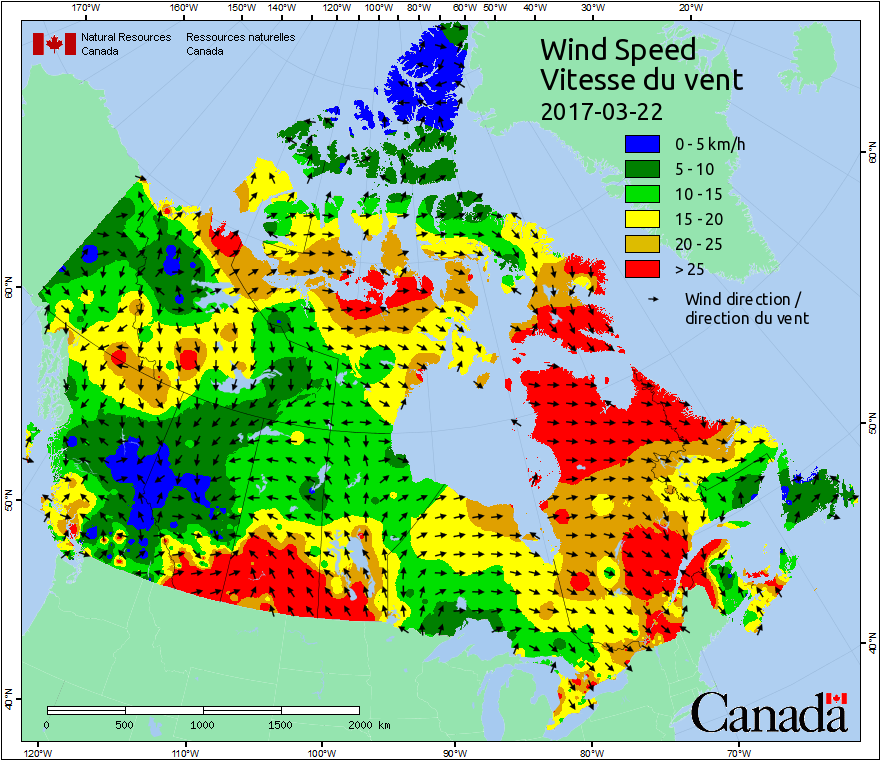 170°W 160°W 150°W 140°W 120°W 100°W 80°W 60°W 50°W 40°W 30°W 20°W
Natural Resources Ressources naturelles
Canada Canada
Wind Speed
Vitesse du vent
2017-03-22
0 - 5 km/h
5 - 10
10 - 15
15 - 20
20 - 25
> 25
Wind direction /
direction du vent
60°N
60°N
50°N
50°N
40°N
40°N
0 500 1000 1500 2000 km
Canada
120°W 110°W 100°W 90°W 80°W 70°W